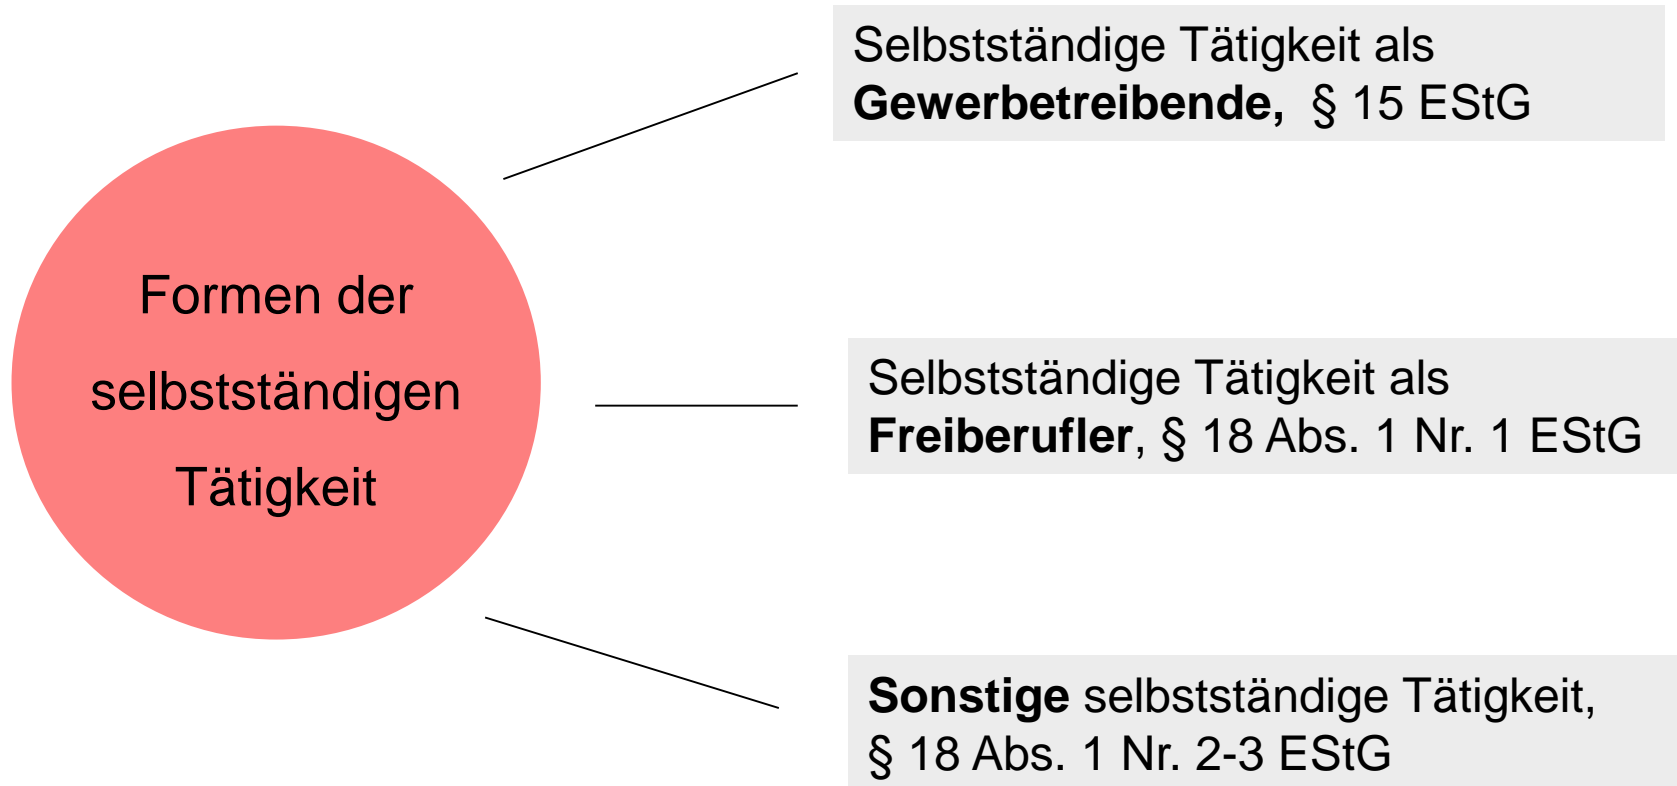 Formen der
selbstständigen
Tätigkeit
Selbstständige Tätigkeit als
Gewerbetreibende, § 15 EStG
Selbstständige Tätigkeit als
Freiberufler, § 18 Abs. 1 Nr. 1 EStG
Sonstige selbstständige Tätigkeit,
§ 18 Abs. 1 Nr. 2-3 EStG